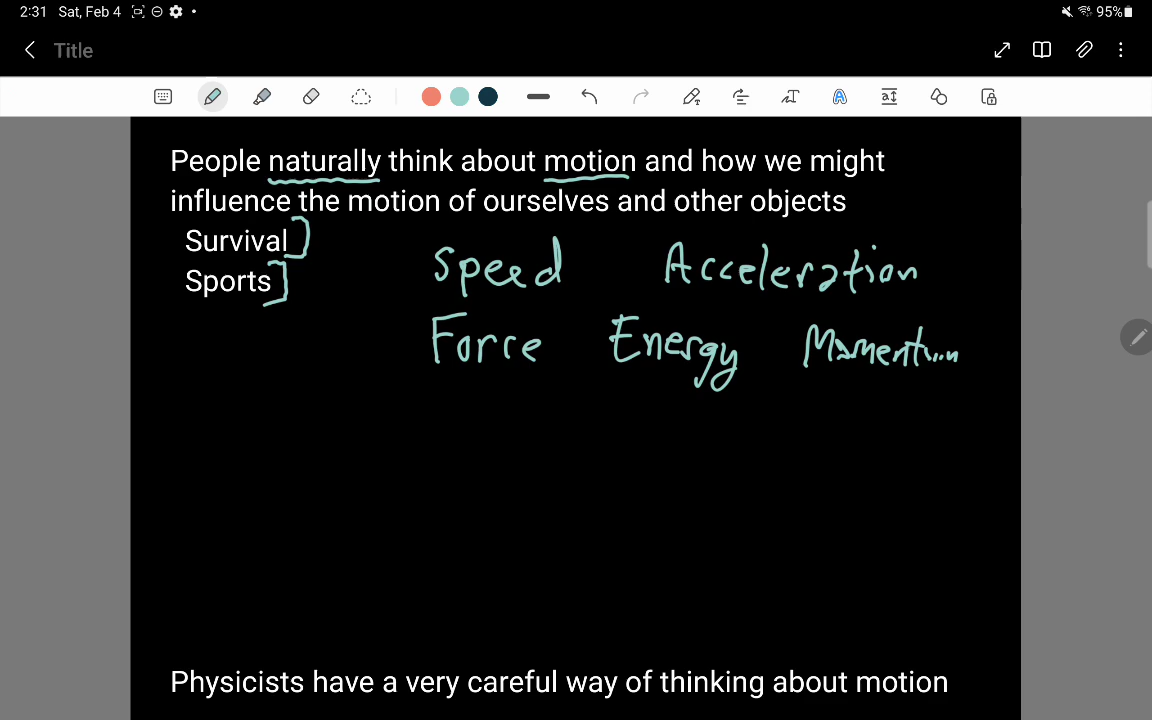 2:31 Sat, Feb 4 95%
Title
People naturally think about motion and how we might
influence the motion of ourselves and other objects
Survival
Sports
Speed Acceleration
Force Energy Momentum
Physicists have a very careful way of thinking about motion